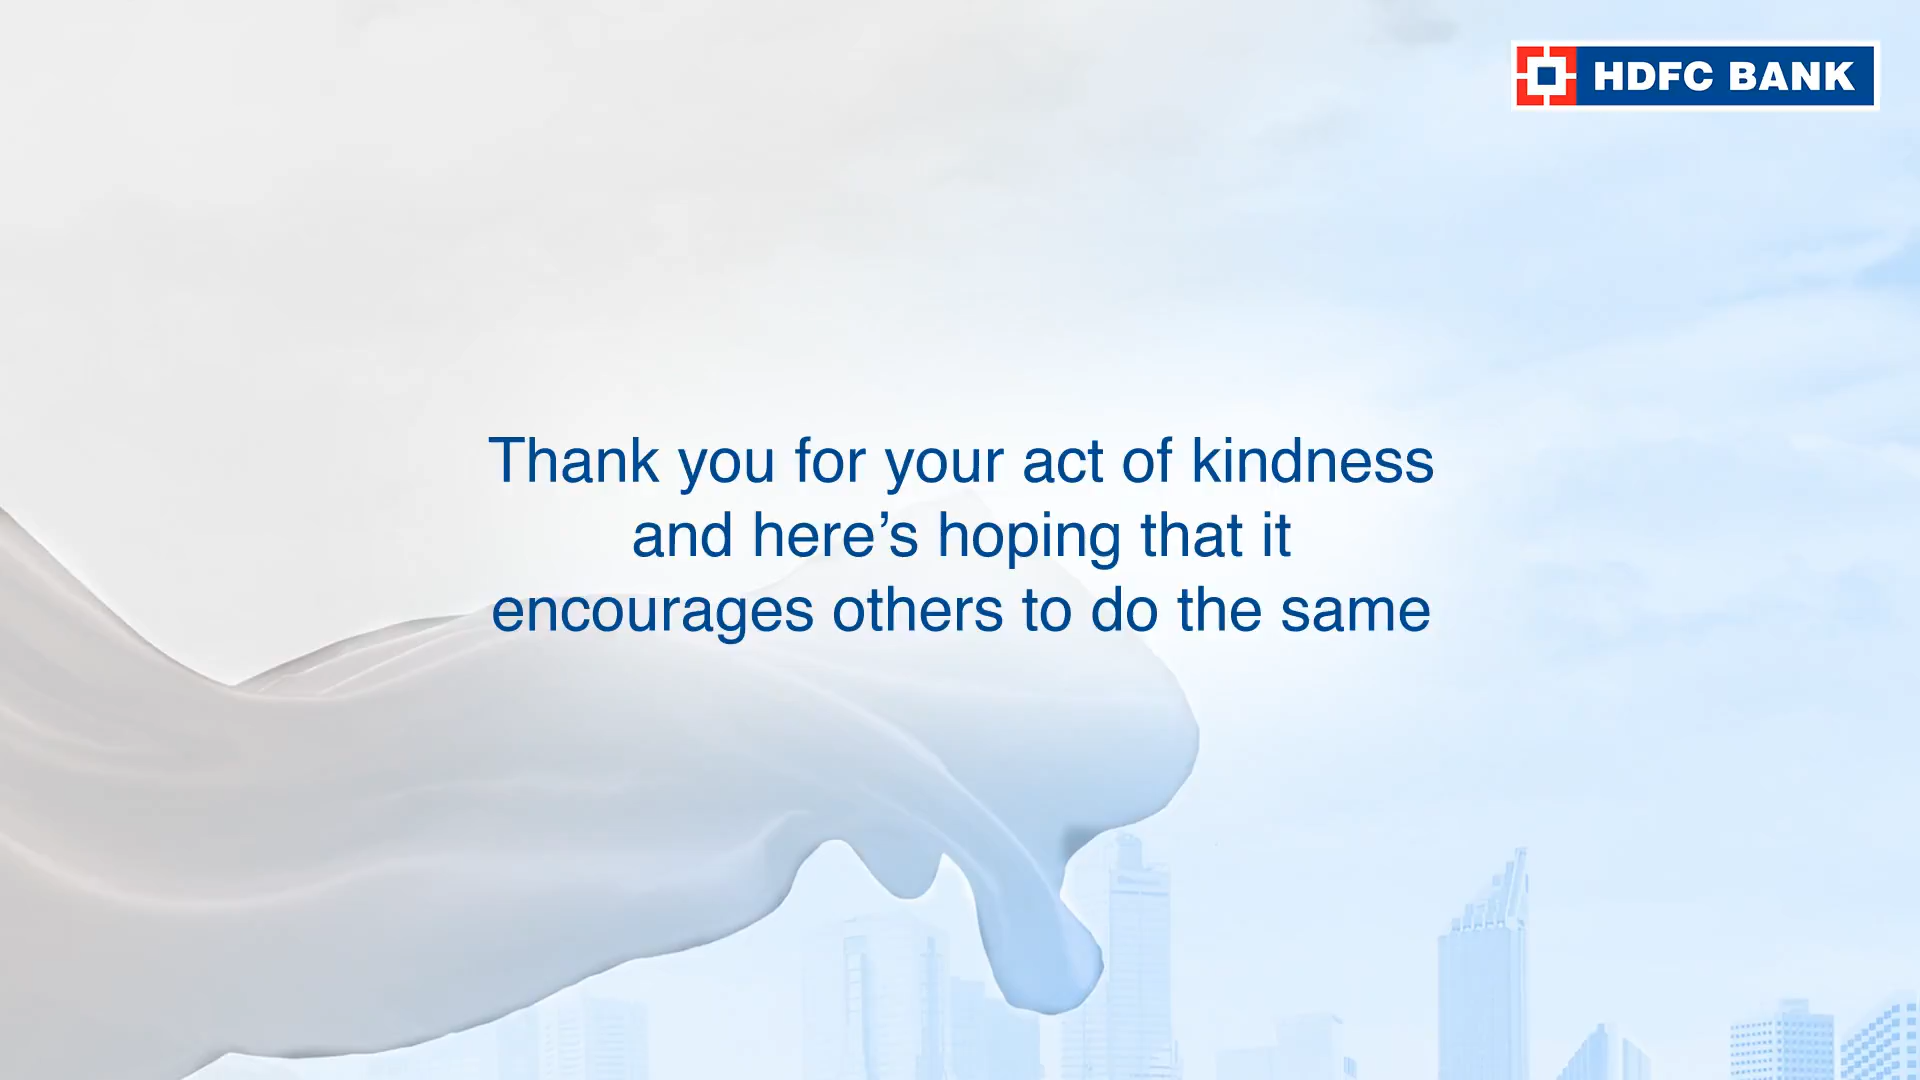 HDFC BANK
Thank you for your act of kindness
and here’s hoping that it
encourages others to do the same